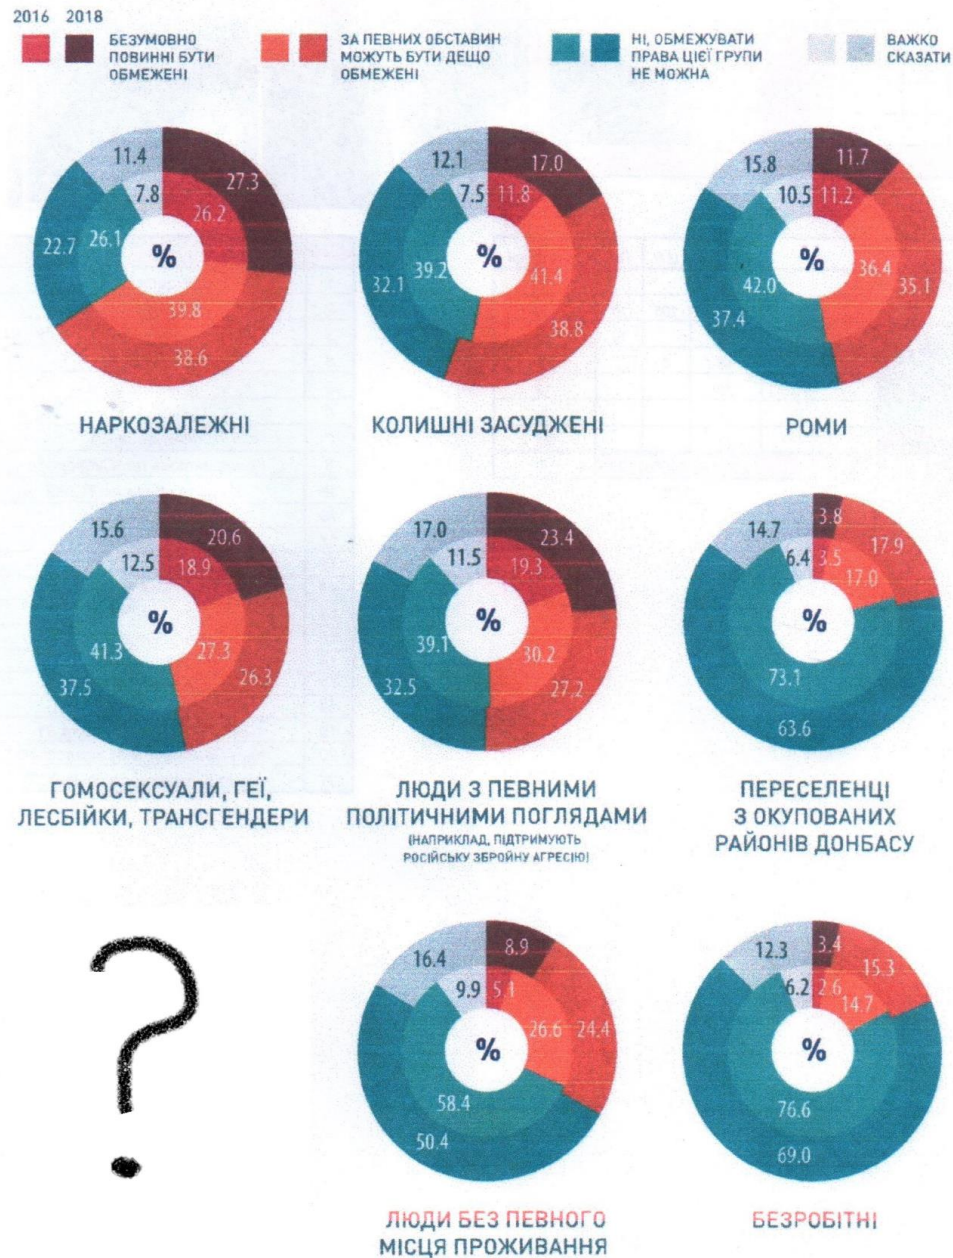 2016 2018
БЕЗУМОВНО
ПОВИННІ БУТИ
ОБМЕЖЕНІ
ЗА ПЕВНИХ ОБСТАВИН
МОЖУТЬ БУТИ ДЕЩО
ОБМЕЖЕНІ
НІ, ОБМЕЖУВАТИ
ПРАВА ЦІЄЇ ГРУПИ
НЕ МОЖНА
ВАЖКО
СКАЗАТИ
11.4
27.3
7.8
26.2
22.7
26.1
%
39.8
38.6
НАРКОЗАЛЕЖНІ
12.1
17.0
7.5
11.8
39.2
%
41.4
32.1
38.8
КОЛИШНІ ЗАСУДЖЕНІ
15.8
11.7
10.5
11.2
%
36.4
42.0
35.1
37.4
РОМИ
15.6
20.6
12.5
18.9
%
41.3
27.3
37.5
26.3
ГОМОСЕКСУАЛИ, ГЕЇ,
ЛЕСБІЙКИ, ТРАНСГЕНДЕРИ
17.0
23.4
11.5
19.3
%
39.1
30.2
32.5
27.2
ЛЮДИ З ПЕВНИМИ
ПОЛІТИЧНИМИ ПОГЛЯДАМИ
(НАПРИКЛАД, ПІДТРИМУЮТЬ
РОСІЙСЬКУ ЗБРОЙНУ АГРЕСІЮ)
14.7
3.8
17.9
6.4
3.5
17.0
%
73.1
63.6
ПЕРЕСЕЛЕНЦІ
З ОКУПОВАНИХ
РАЙОНІВ ДОНБАСУ
?
16.4
8.9
9.9
5.1
%
26.6
24.4
58.4
50.4
ЛЮДИ БЕЗ ПЕВНОГО
МІСЦЯ ПРОЖИВАННЯ
12.3
3.4
15.3
6.2
2.6
14.7
%
76.6
69.0
БЕЗРОБІТНІ